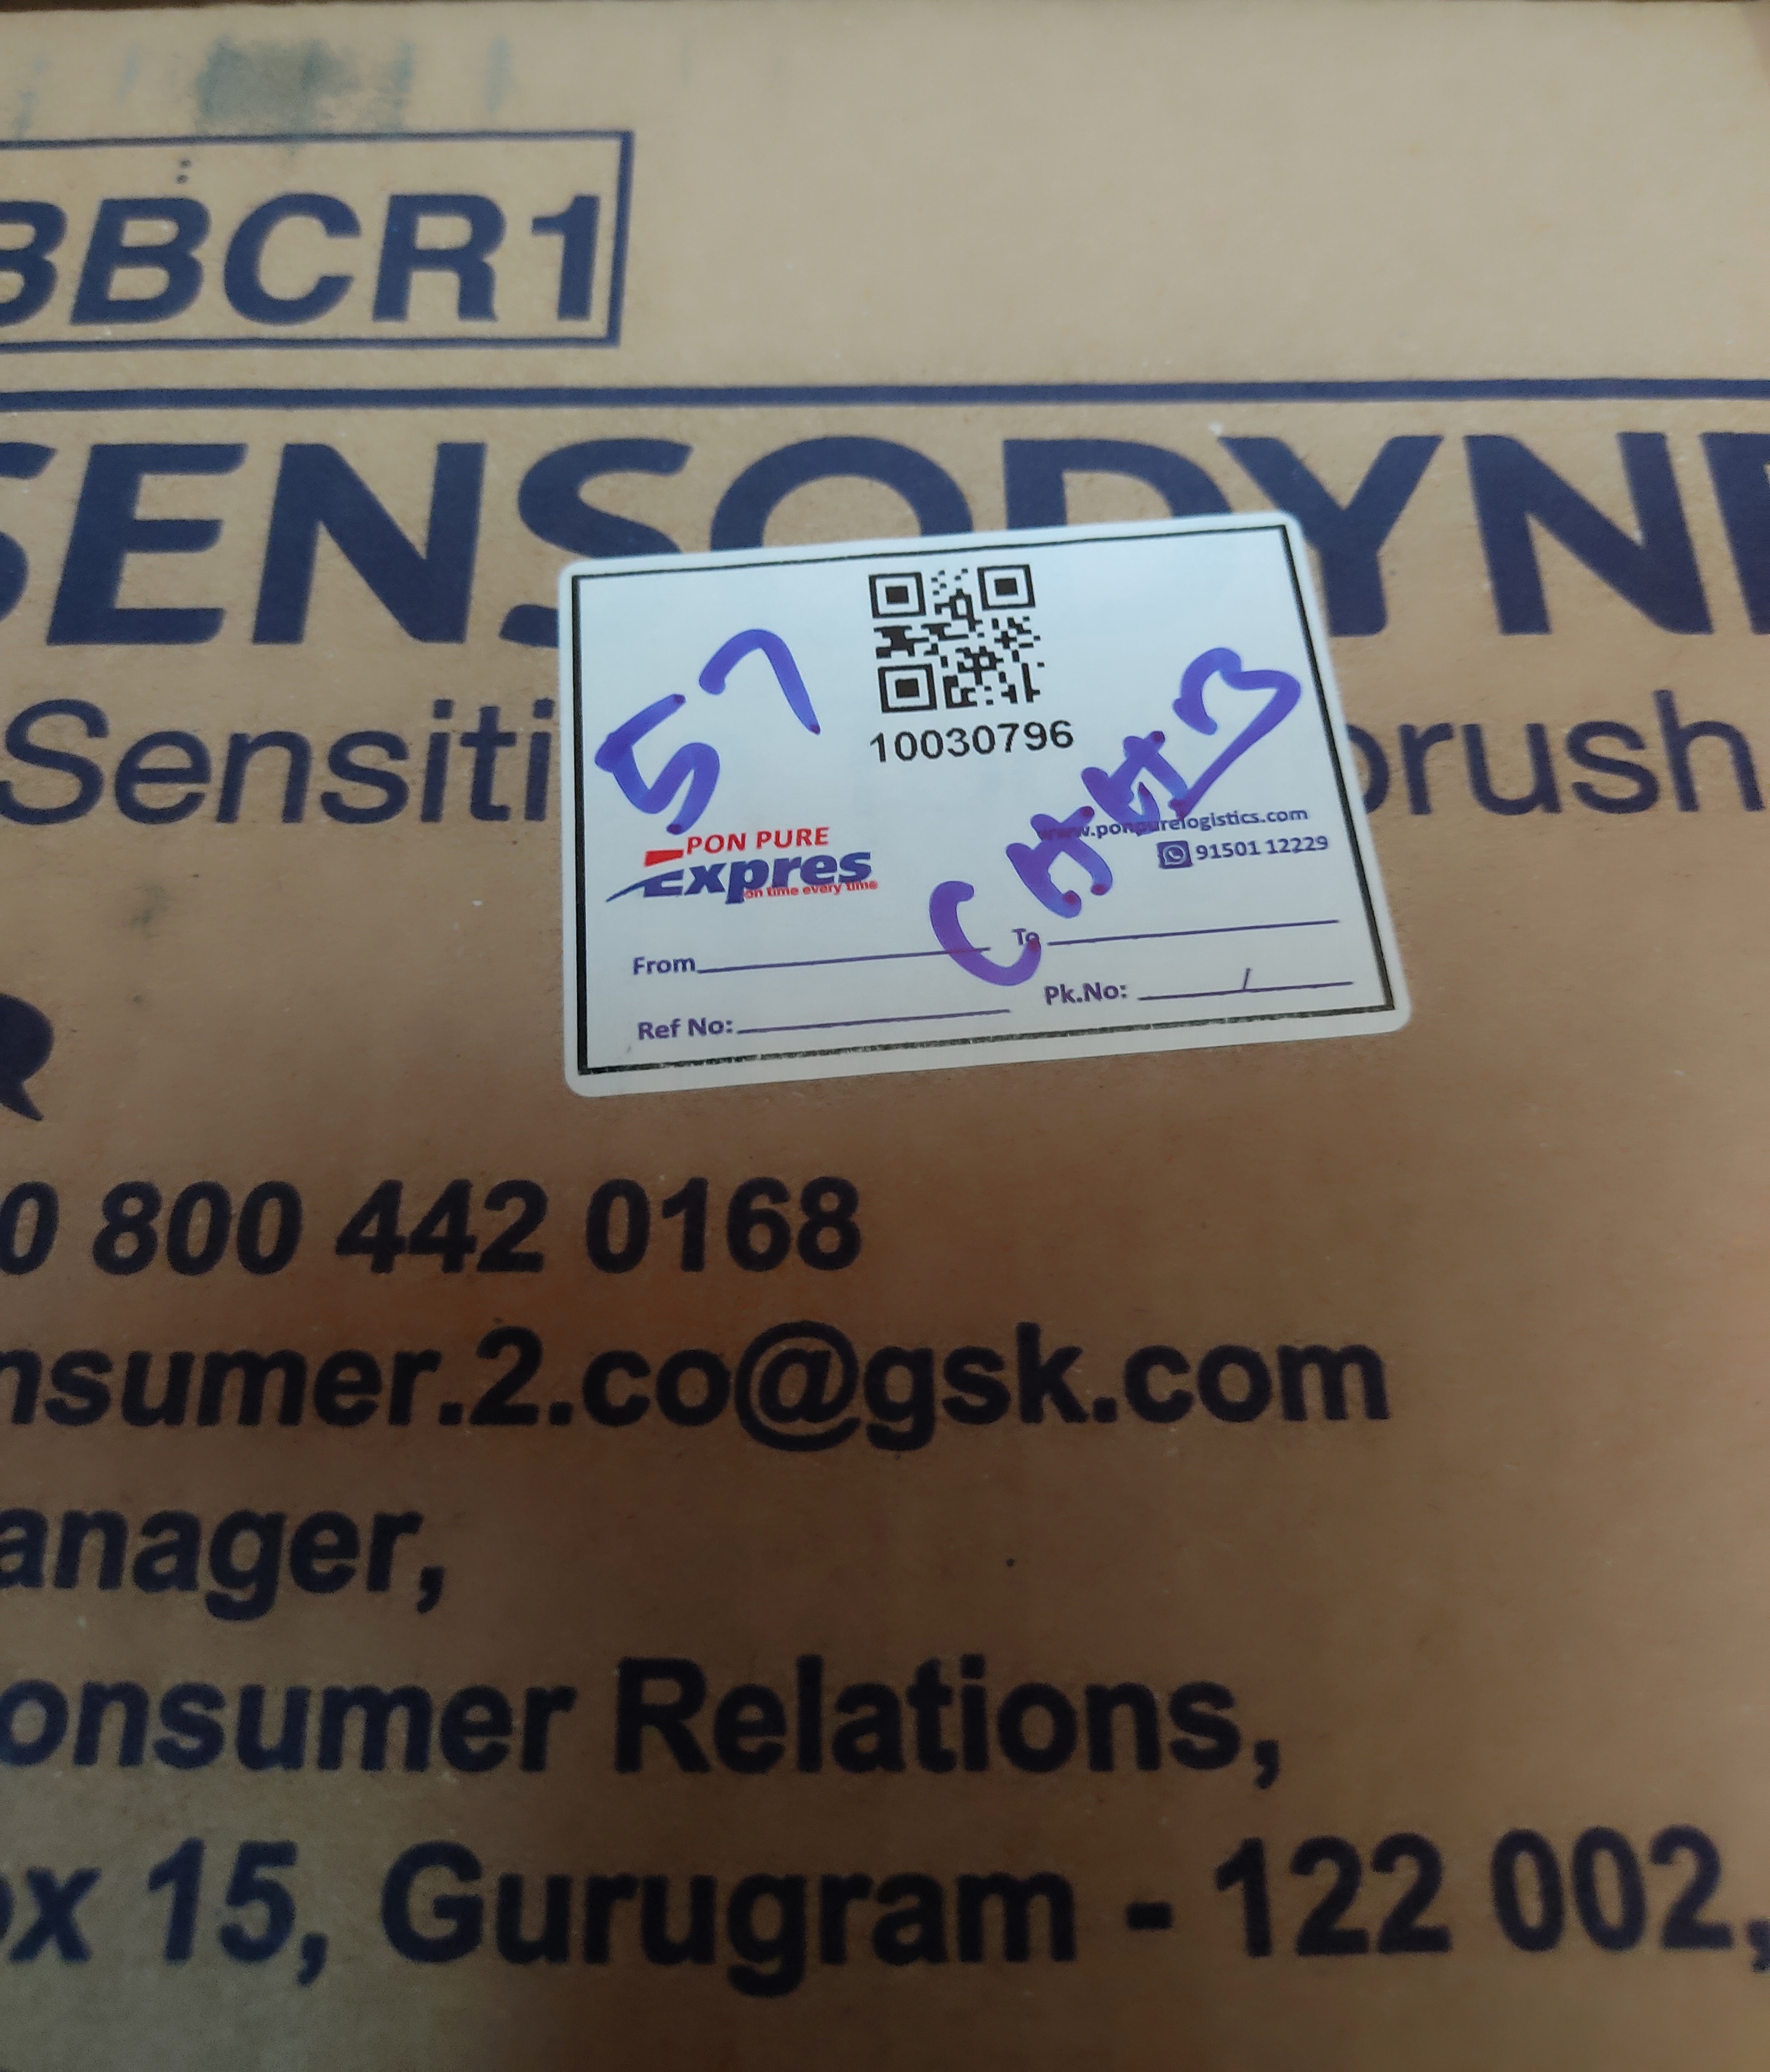 BBCR1
SENSODYNE
Sensiti
brush
57
10030796
PON PURE
Expres
on time every time
www.ponpurelogistics.com
91501 12229
From To
Ref No: Pk.No: /
R
0 800 442 0168
nsumer.2.co@gsk.com
anager,
onsumer Relations,
ox 15, Gurugram - 122 002,